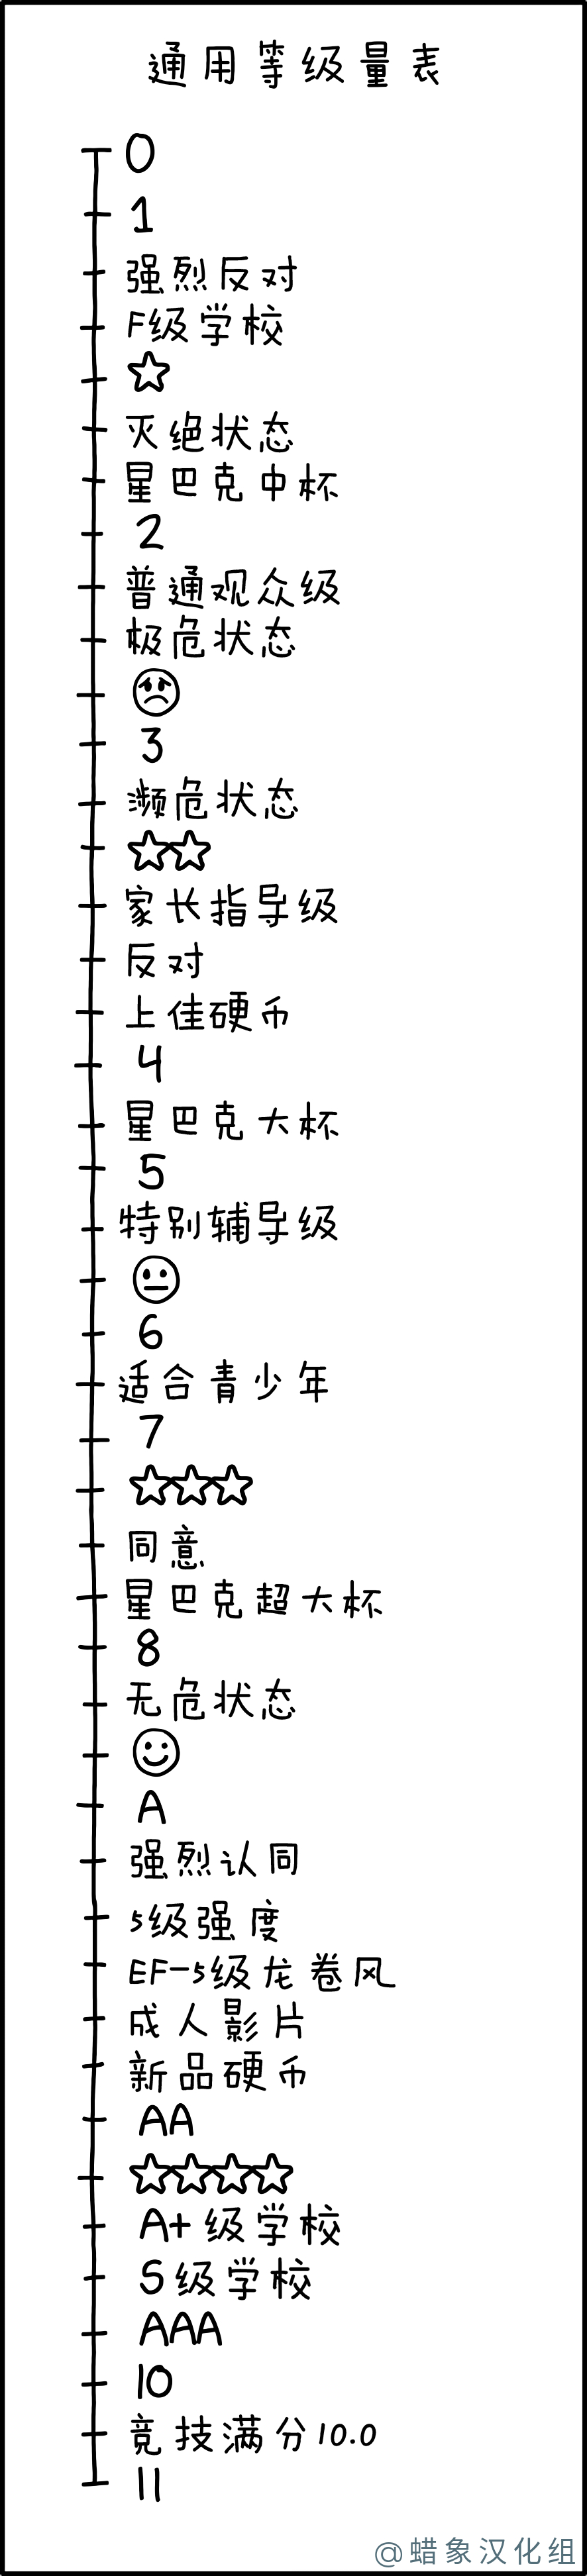 通用等级量表
0
1
强烈反对
F级学校
☆
灭绝状态
星巴克中杯
2
普通观众级
极危状态
3
濒危状态
☆☆
家长指导级
反对
上佳硬币
4
星巴克大杯
5
特别辅导级
6
适合青少年
7
☆☆☆
同意
星巴克超大杯
8
无危状态
A
强烈认同
5级强度
EF-5级龙卷风
成人影片
新品硬币
AA
☆☆☆☆
A+级学校
S级学校
AAA
10
竞技满分10.0
11
@蜡象汉化组